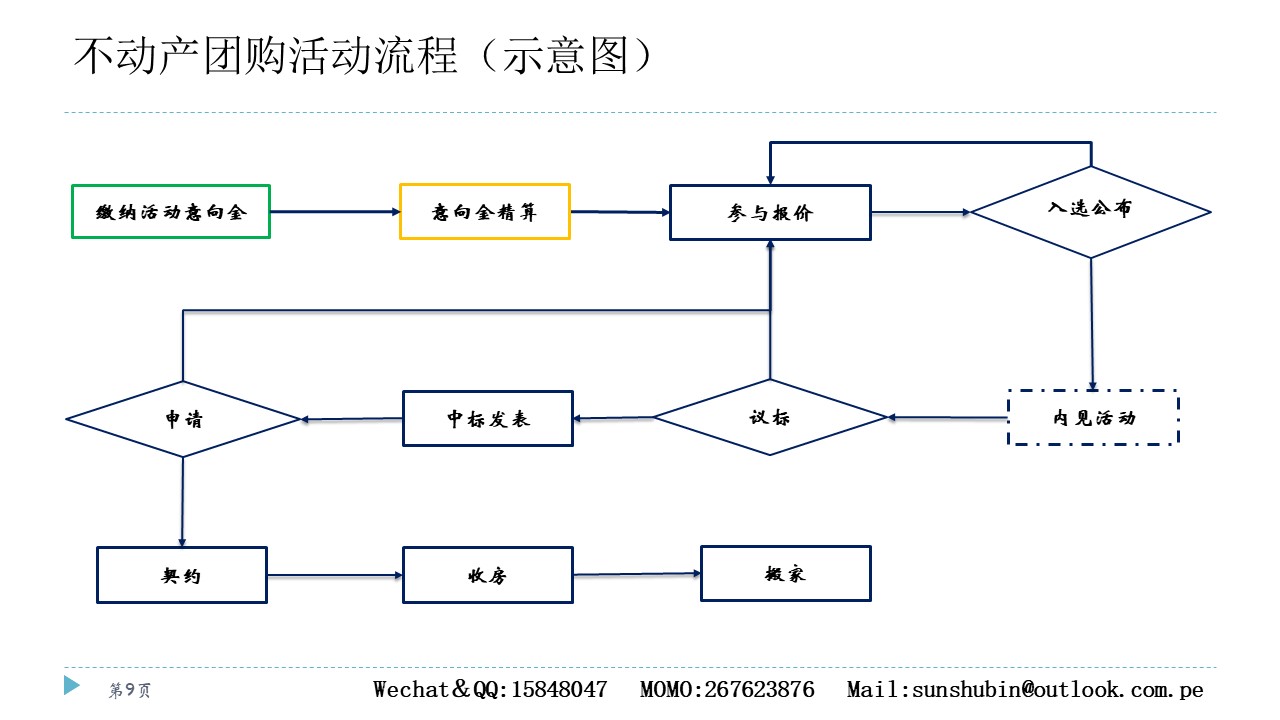 不动产团购活动流程（示意图）
缴纳活动意向金
意向金精算
参与报价
入选公布
申请
中标发表
议标
内见活动
契约
收房
搬家
第9页
Wechat＆QQ:15848047 MOMO:267623876 Mail:sunshubin@outlook.com.pe